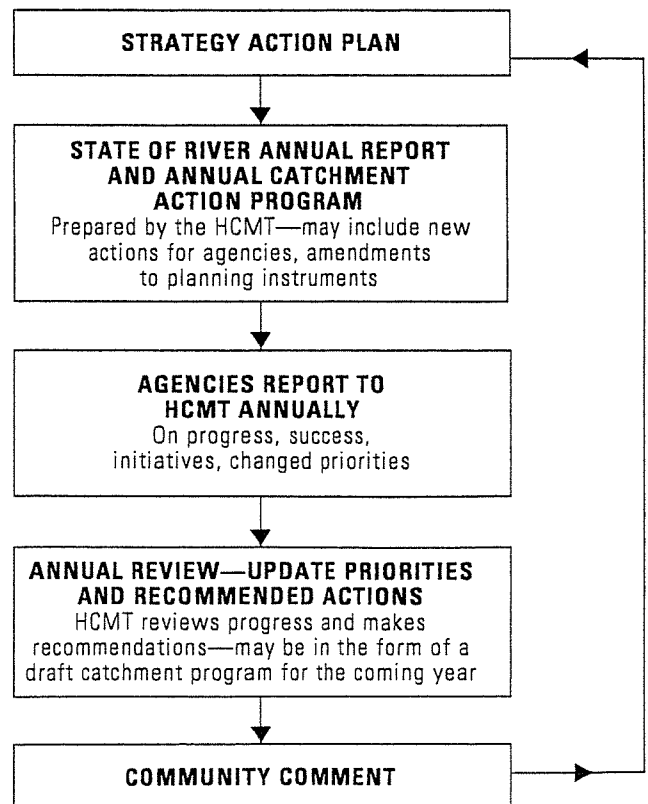 STRATEGY ACTION PLAN
STATE OF RIVER ANNUAL REPORT
AND ANNUAL CATCHMENT
ACTION PROGRAM
Prepared by the HCMT—may include new
actions for agencies, amendments
to planning instruments
AGENCIES REPORT TO
HCMT ANNUALLY
On progress, success,
initiatives, changed priorities
ANNUAL REVIEW—UPDATE PRIORITIES
AND RECOMMENDED ACTIONS
HCMT reviews progress and makes
recommendations—may be in the form of a
draft catchment program for the coming year
COMMUNITY COMMENT